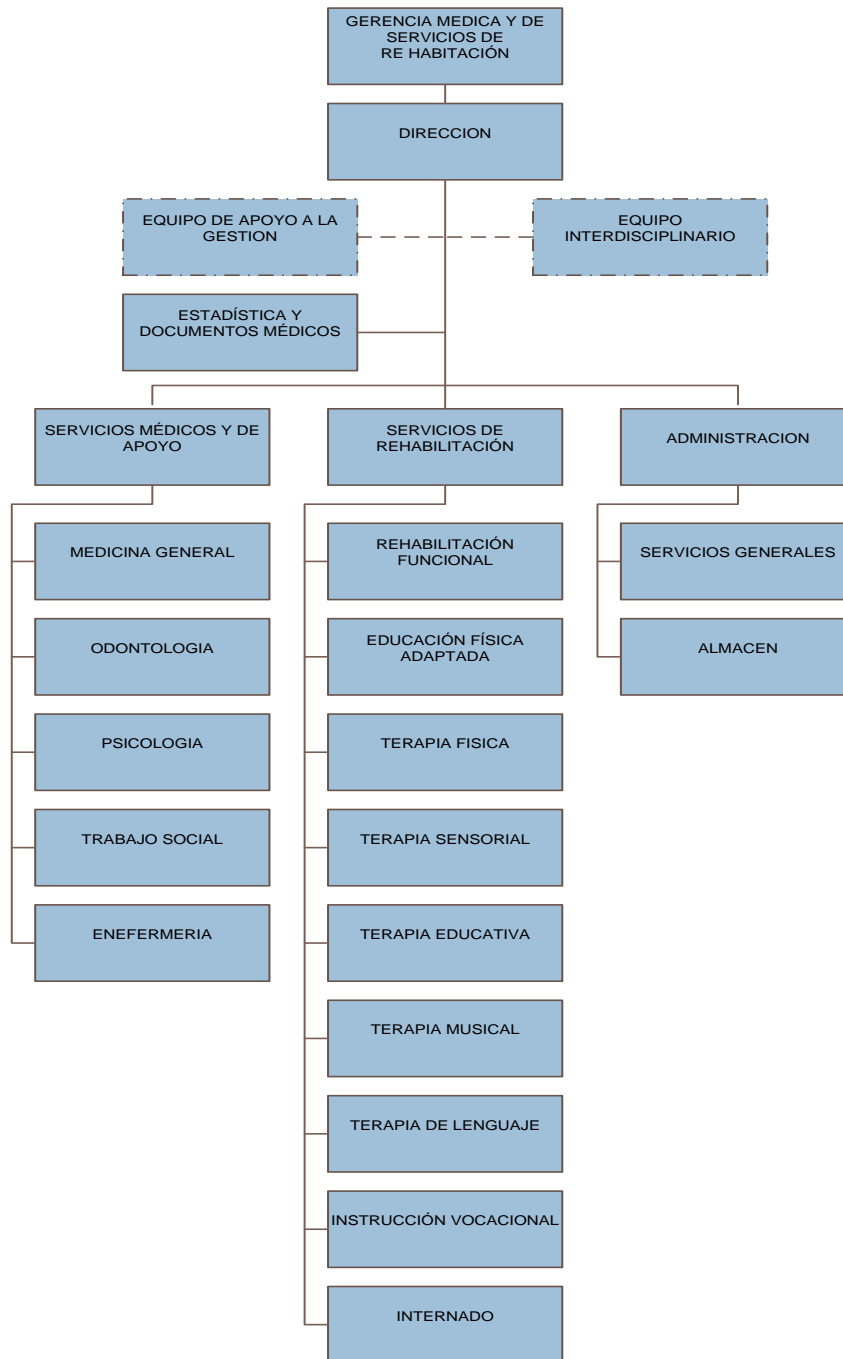 GERENCIA MEDICA Y DE
SERVICIOS DE
RE HABITACIÓN
DIRECCION
EQUIPO DE APOYO A LA
GESTION
EQUIPO
INTERDISCIPLINARIO
ESTADÍSTICA Y
DOCUMENTOS MÉDICOS
SERVICIOS MÉDICOS Y DE
APOYO
SERVICIOS DE
REHABILITACIÓN
ADMINISTRACION
MEDICINA GENERAL
ODONTOLOGIA
PSICOLOGIA
TRABAJO SOCIAL
ENEFERMERIA
REHABILITACIÓN
FUNCIONAL
EDUCACIÓN FÍSICA
ADAPTADA
TERAPIA FISICA
TERAPIA SENSORIAL
TERAPIA EDUCATIVA
TERAPIA MUSICAL
TERAPIA DE LENGUAJE
INSTRUCCIÓN VOCACIONAL
INTERNADO
SERVICIOS GENERALES
ALMACEN